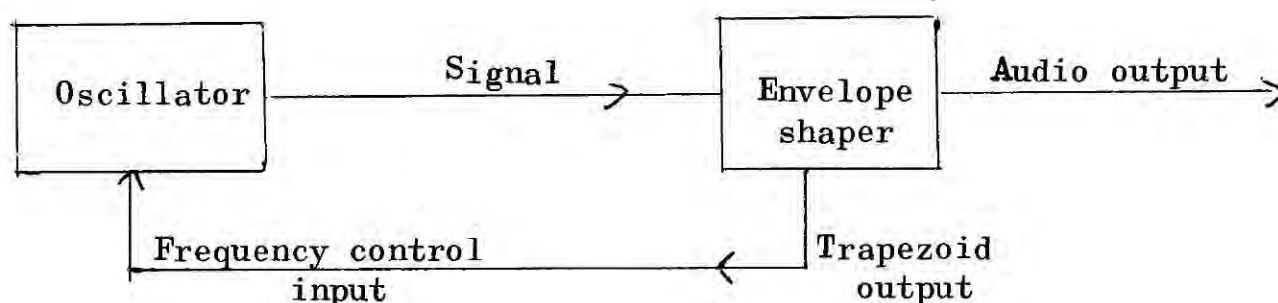 Oscillator
Signal
Envelope
shaper
Audio output
Frequency control
input
Trapezoid
output